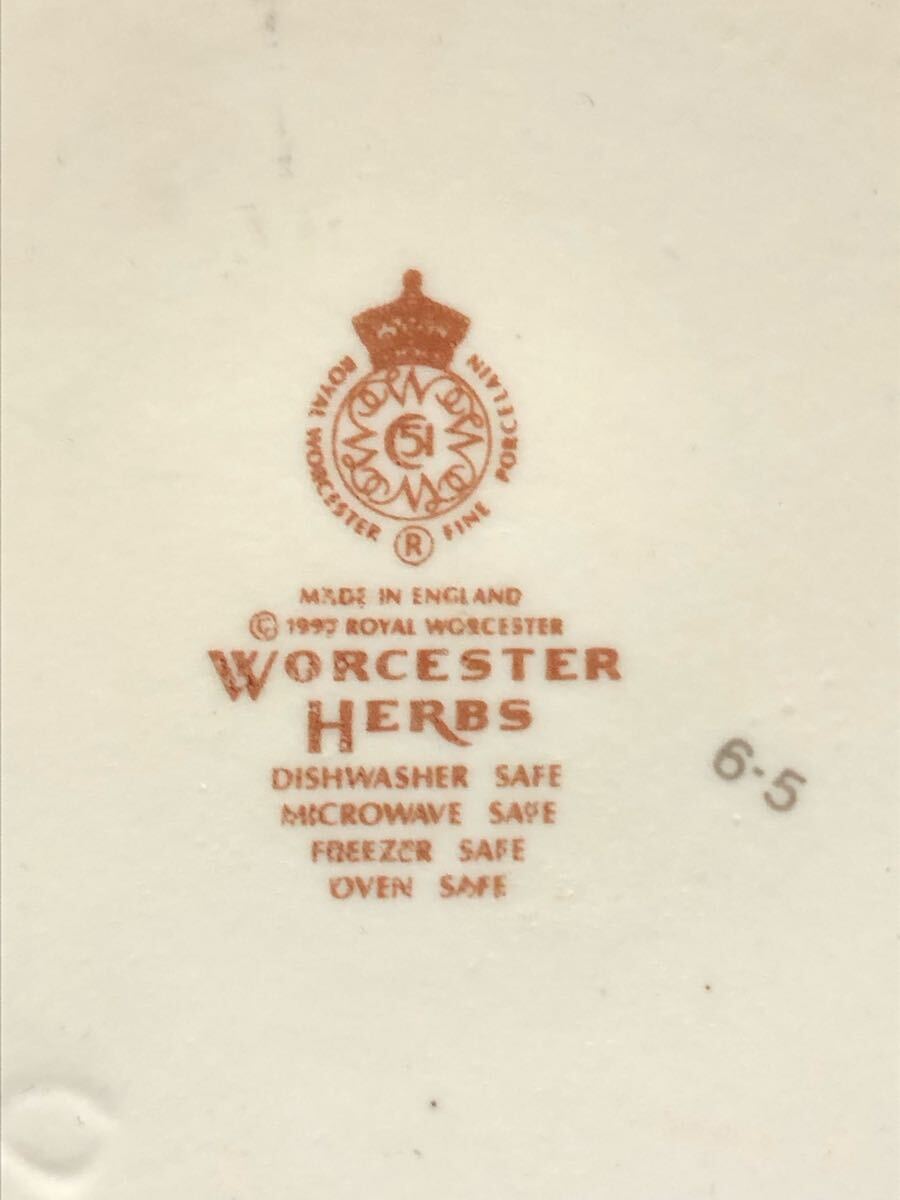 ROYAL WORCESTER FINE PORCELAIN
51
R
MADE IN ENGLAND
© ROYAL WORCESTER
WORCESTER
HERBS
DISHWASHER SAFE
MICROWAVE SAFE
FREEZER SAFE
OVEN SAFE
6-5